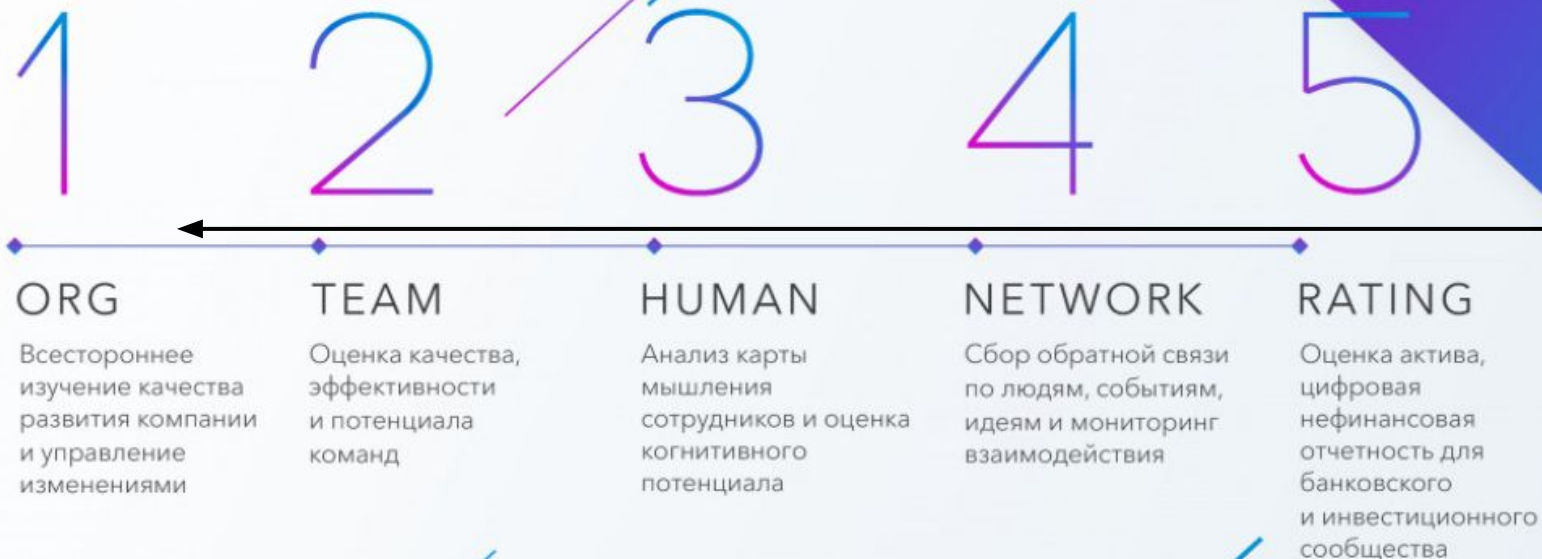 1
2
3
4
5
ORG
Всестороннее
изучение качества
развития компании
и управление
изменениями
TEAM
Оценка качества,
эффективности
и потенциала
команд
HUMAN
Анализ карты
мышления
сотрудников и оценка
когнитивного
потенциала
NETWORK
Сбор обратной связи
по людям, событиям,
идеям и мониторинг
взаимодействия
RATING
Оценка актива,
цифровая
нефинансовая
отчетность для
банковского
и инвестиционного
сообщества